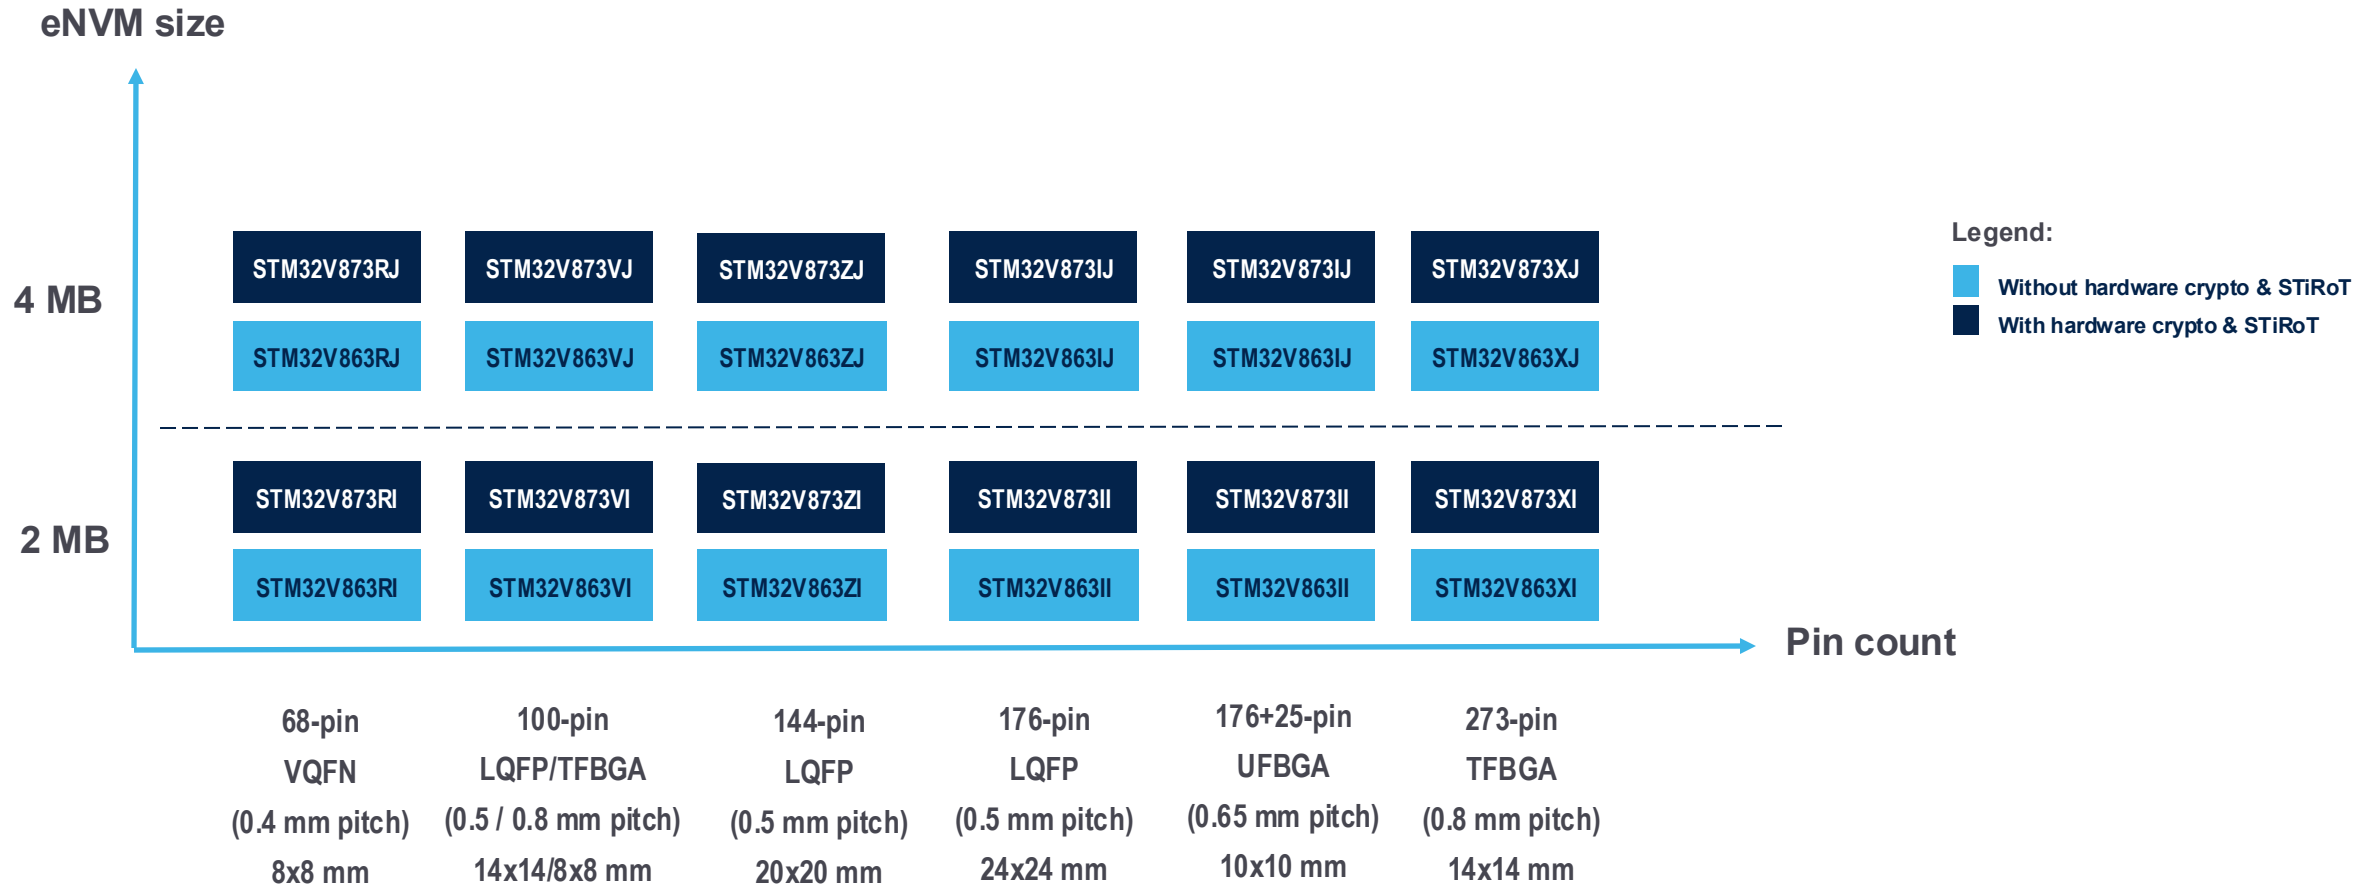 eNVM size
4 MB
STM32V873RJ
STM32V873VJ
STM32V873ZJ
STM32V873IJ
STM32V873IJ
STM32V873XJ
STM32V863RJ
STM32V863VJ
STM32V863ZJ
STM32V863IJ
STM32V863IJ
STM32V863XJ
Legend:
Without hardware crypto & STiRoT
With hardware crypto & STiRoT
2 MB
STM32V873RI
STM32V873VI
STM32V873ZI
STM32V873II
STM32V873II
STM32V873XI
STM32V863RI
STM32V863VI
STM32V863ZI
STM32V863II
STM32V863II
STM32V863XI
Pin count
68-pin
VQFN
(0.4 mm pitch)
8x8 mm
100-pin
LQFP/TFBGA
(0.5 / 0.8 mm pitch)
14x14/8x8 mm
144-pin
LQFP
(0.5 mm pitch)
20x20 mm
176-pin
LQFP
(0.5 mm pitch)
24x24 mm
176+25-pin
UFBGA
(0.65 mm pitch)
10x10 mm
273-pin
TFBGA
(0.8 mm pitch)
14x14 mm